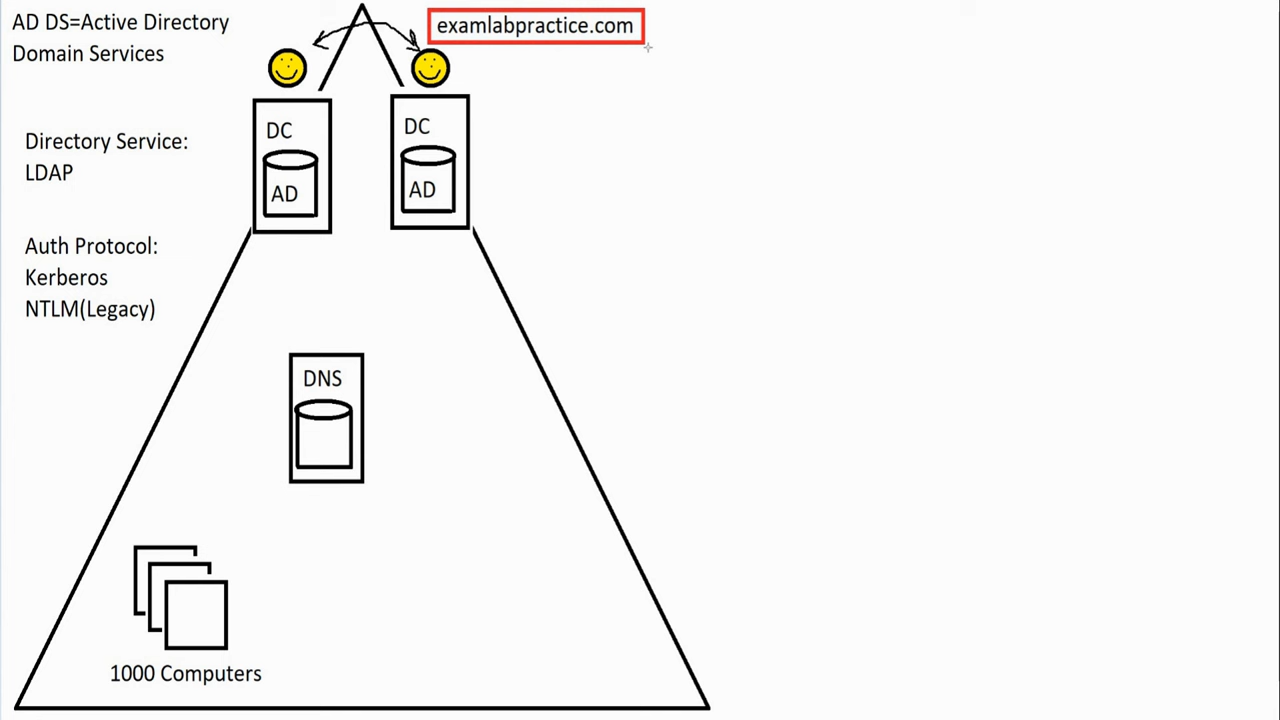 AD DS=Active Directory
Domain Services
examlabpractice.com
Directory Service:
LDAP
Auth Protocol:
Kerberos
NTLM(Legacy)
DC
AD
DC
AD
DNS
1000 Computers